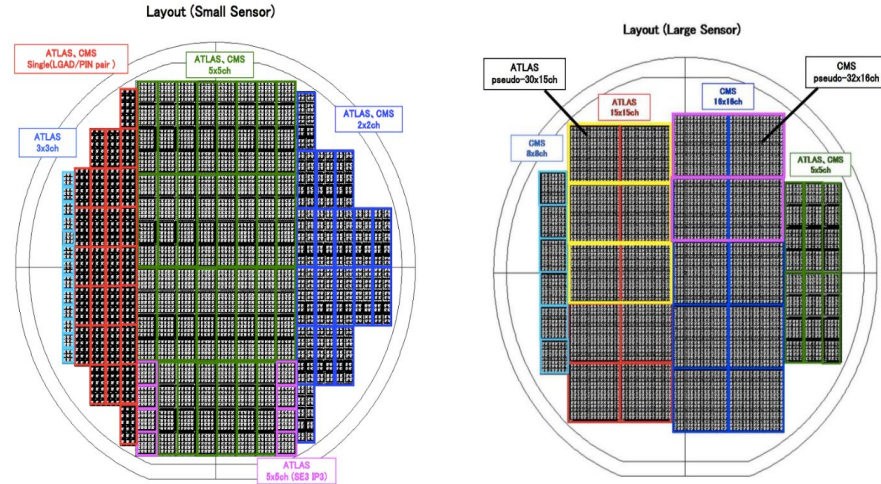 Layout (Small Sensor)
ATLAS、CMS
Single(LGAD/PIN pair )
ATLAS、CMS
5x5ch
ATLAS、CMS
2x2ch
ATLAS
3x3ch
ATLAS
5x5ch (SE3 IP3)
Layout (Large Sensor)
ATLAS
pseudo-30x15ch
CMS
pseudo-32x16ch
ATLAS
15x15ch
CMS
16x16ch
CMS
8x8ch
ATLAS、CMS
5x5ch